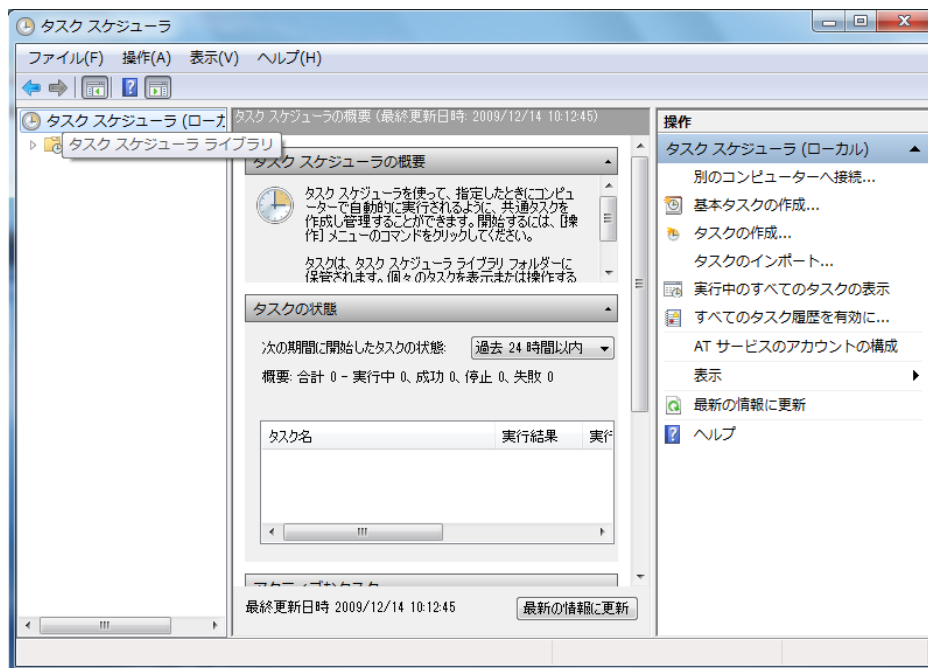 タスク スケジューラ
ファイル(F) 操作(A) 表示(V) ヘルプ(H)
タスク スケジューラ (ローカ
タスク スケジューラ ライブラリ
タスク スケジューラの概要 (最終更新日時: 2009/12/14 10:12:45)
タスク スケジューラの概要
タスク スケジューラを使って、指定したときにコンピュ
ーターで自動的に実行されるように、共通タスクを
作成し管理することができます。開始するには、[操
作] メニューのコマンドをクリックしてください。
タスクは、タスク スケジューラ ライブラリ フォルダーに
保管されます。個々のタスクを表示または操作する
タスクの状態
次の期間に開始したタスクの状態: 過去 24 時間以内
概要: 合計 0 - 実行中 0、成功 0、停止 0、失敗 0
タスク名 実行結果 実行
アクティブなタスク
最終更新日時 2009/12/14 10:12:45 最新の情報に更新
操作
タスク スケジューラ (ローカル)
別のコンピューターへ接続...
基本タスクの作成...
タスクの作成...
タスクのインポート...
実行中のすべてのタスクの表示
すべてのタスク履歴を有効に...
AT サービスのアカウントの構成
表示
最新の情報に更新
ヘルプ